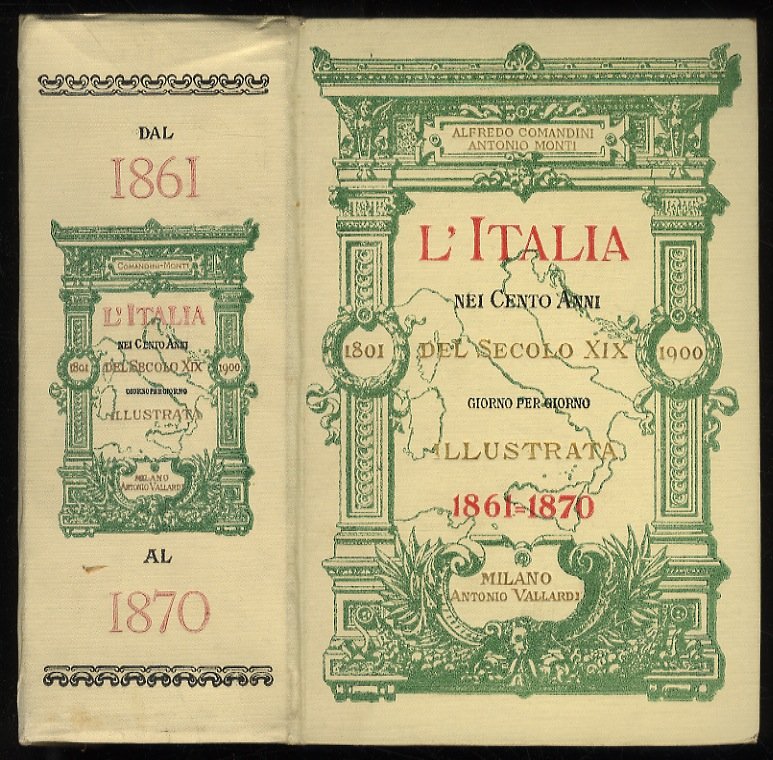 DAL
1861
COMANDINI-MONTI
L'ITALIA
NEI CENTO ANNI
1801 DEL SECOLO XIX 1900
GIORNO PER GIORNO
ILLUSTRATA
MILANO
ANTONIO VALLARDI
AL
1870
ALFREDO COMANDINI
ANTONIO MONTI
L'ITALIA
NEI CENTO ANNI
1801 DEL SECOLO XIX 1900
GIORNO PER GIORNO
ILLUSTRATA
1861-1870
MILANO
ANTONIO VALLARDI